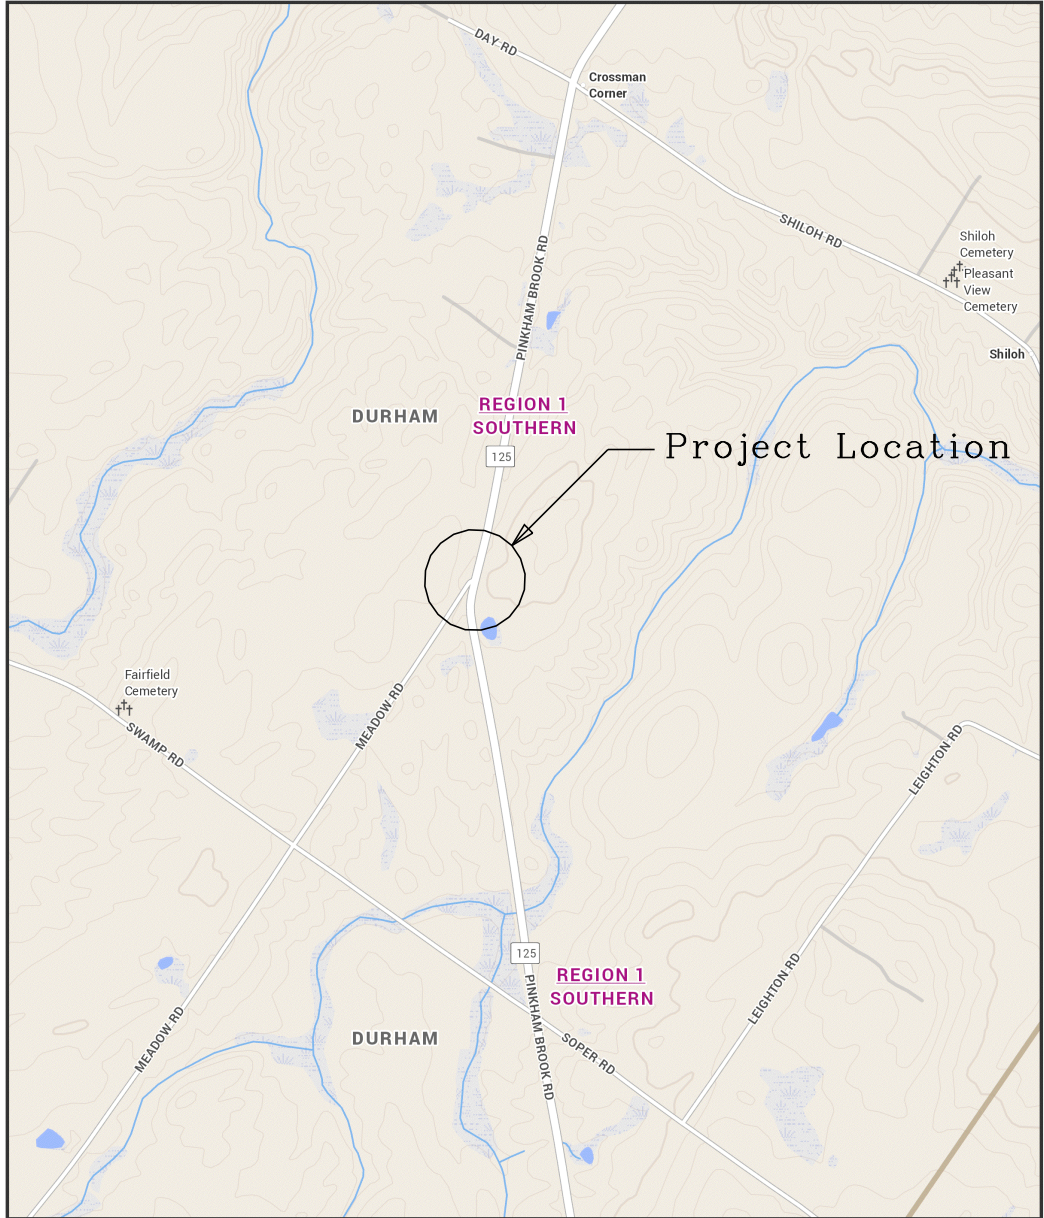 DAY RD
Crossman
Corner
SHILOH RD
Shiloh
Cemetery
Pleasant
View
Cemetery
PINKHAM BROOK RD
Shiloh
DURHAM
REGION 1
SOUTHERN
125
Project Location
Fairfield
Cemetery
SWAMP RD
MEADOW RD
LEIGHTON RD
125
REGION 1
SOUTHERN
LEIGHTON RD
MEADOW RD
DURHAM
PINKHAM BROOK RD
SOPER RD